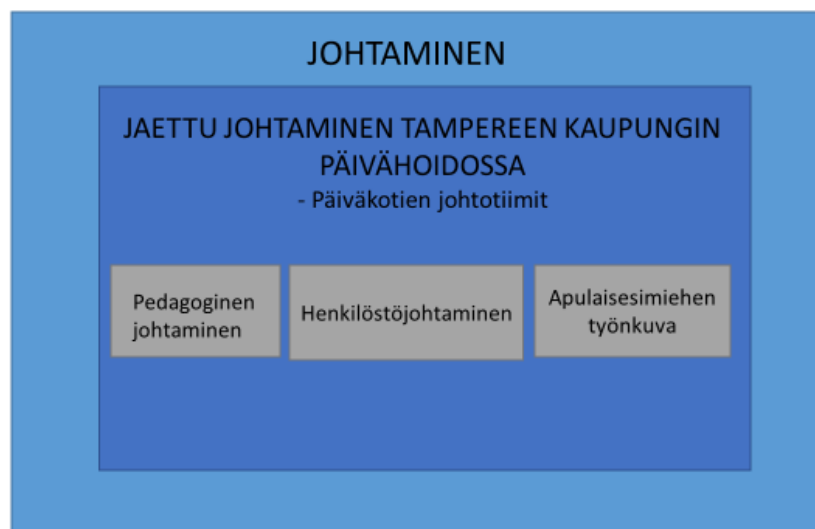 JOHTAMINEN
JAETTU JOHTAMINEN TAMPEREEN KAUPUNGIN
PÄIVÄHOIDOSSA
- Päiväkotien johtotiimit
Pedagoginen
johtaminen
Henkilöstöjohtaminen
Apulaisesimiehen
työnkuva